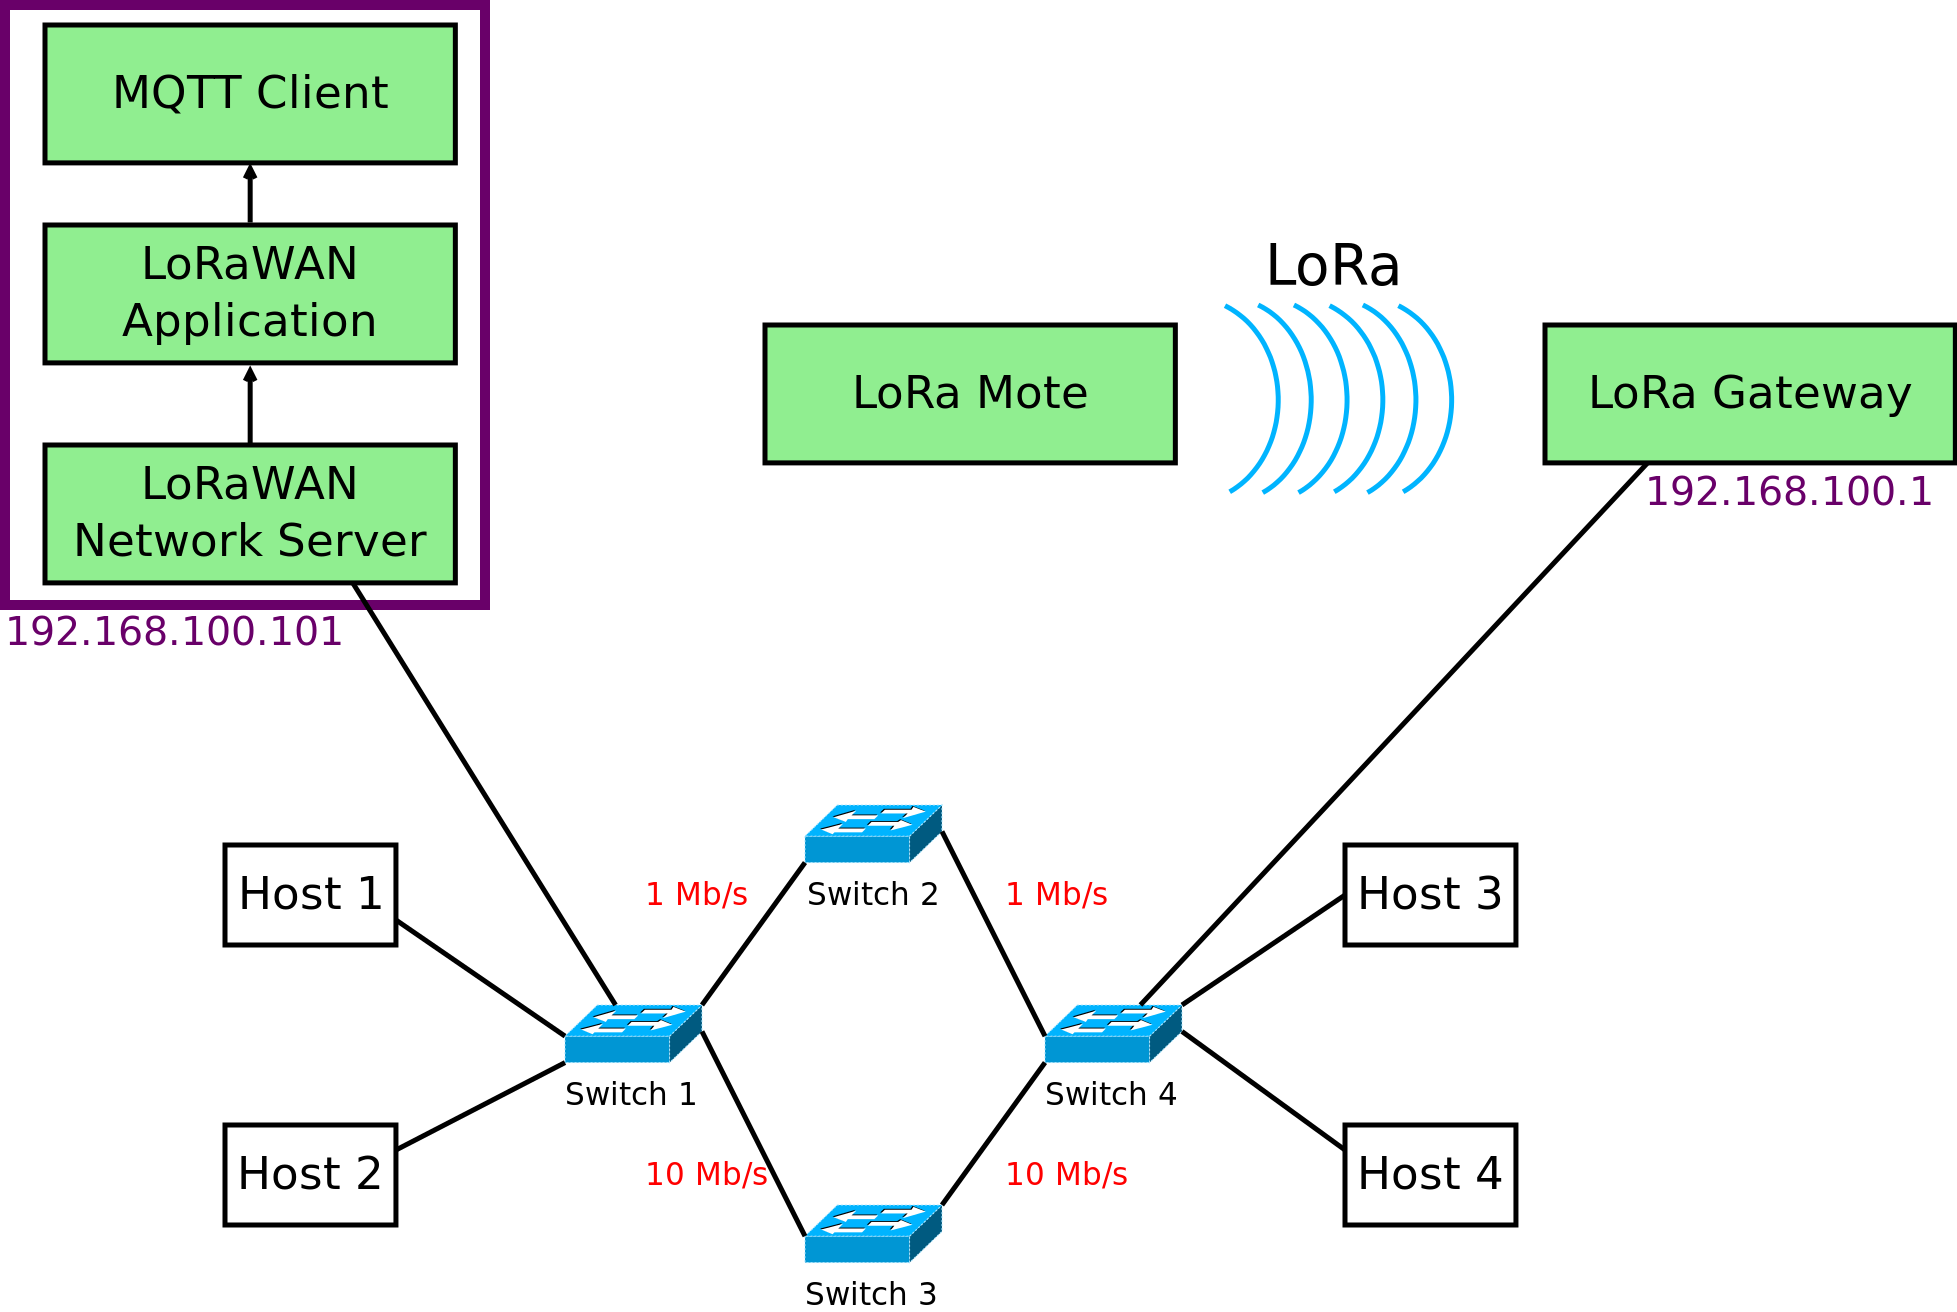 MQTT Client
LoRaWAN
Application
LoRaWAN
Network Server
192.168.100.101
LoRa
LoRa Mote
LoRa Gateway
192.168.100.1
Host 1
1 Mb/s
Switch 2
1 Mb/s
Host 3
Switch 1
Switch 4
Host 2
10 Mb/s
10 Mb/s
Host 4
Switch 3